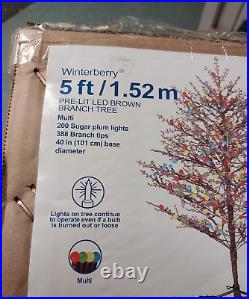 Winterberry®
5 ft / 1.52 m
PRE-LIT LED BROWN
BRANCH TREE
Multi
200 Sugar plum lights
388 Branch tips
40 in (101 cm) base
diameter
Lights on tree continue
to operate even if a bulb
is burned out or loose
Multi